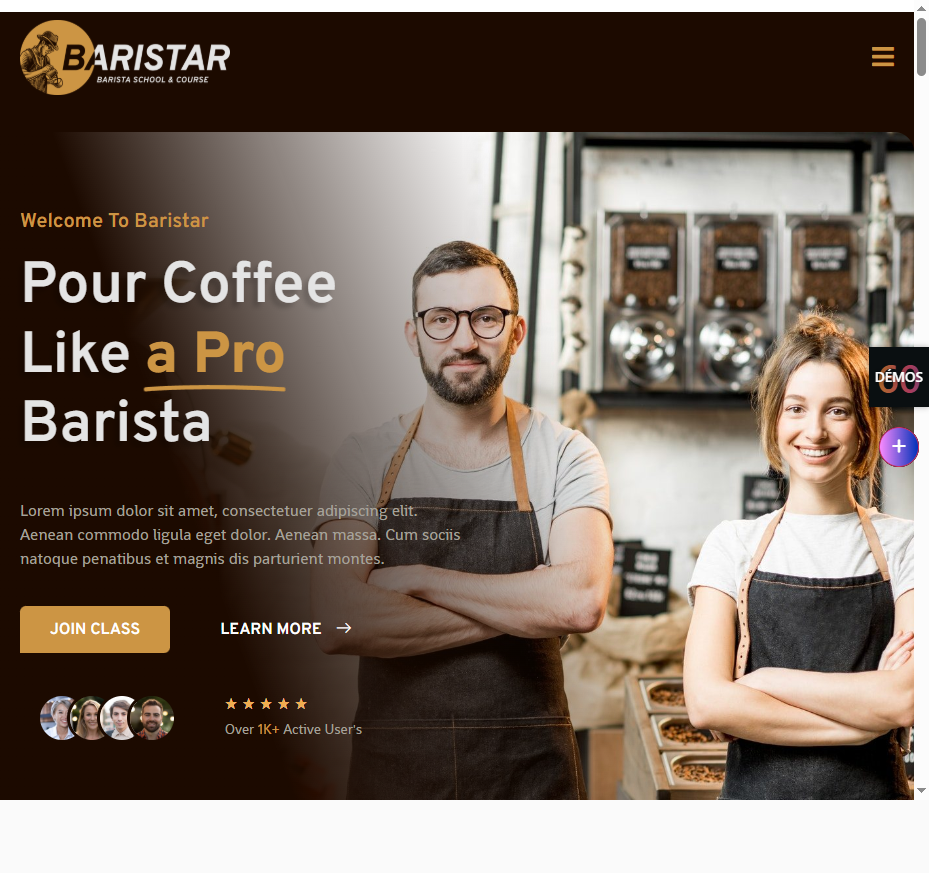 BARISTAR
BARISTA SCHOOL & COURSE
Welcome To Baristar
Pour Coffee
Like a Pro
Barista
DEMOS
60
+
Lorem ipsum dolor sit amet, consectetuer adipiscing elit.
Aenean commodo ligula eget dolor. Aenean massa. Cum sociis
natoque penatibus et magnis dis parturient montes.
JOIN CLASS
LEARN MORE →
★★★★★
Over 1K+ Active User's